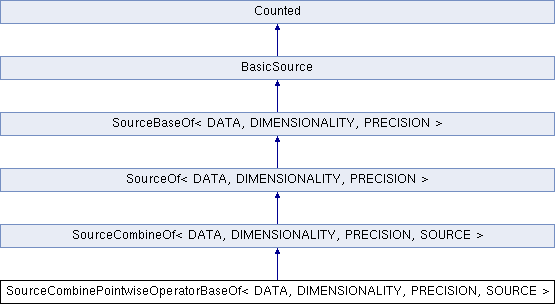 Counted
BasicSource
SourceBaseOf< DATA, DIMENSIONALITY, PRECISION >
SourceOf< DATA, DIMENSIONALITY, PRECISION >
SourceCombineOf< DATA, DIMENSIONALITY, PRECISION, SOURCE >
SourceCombinePointwiseOperatorBaseOf< DATA, DIMENSIONALITY, PRECISION, SOURCE >